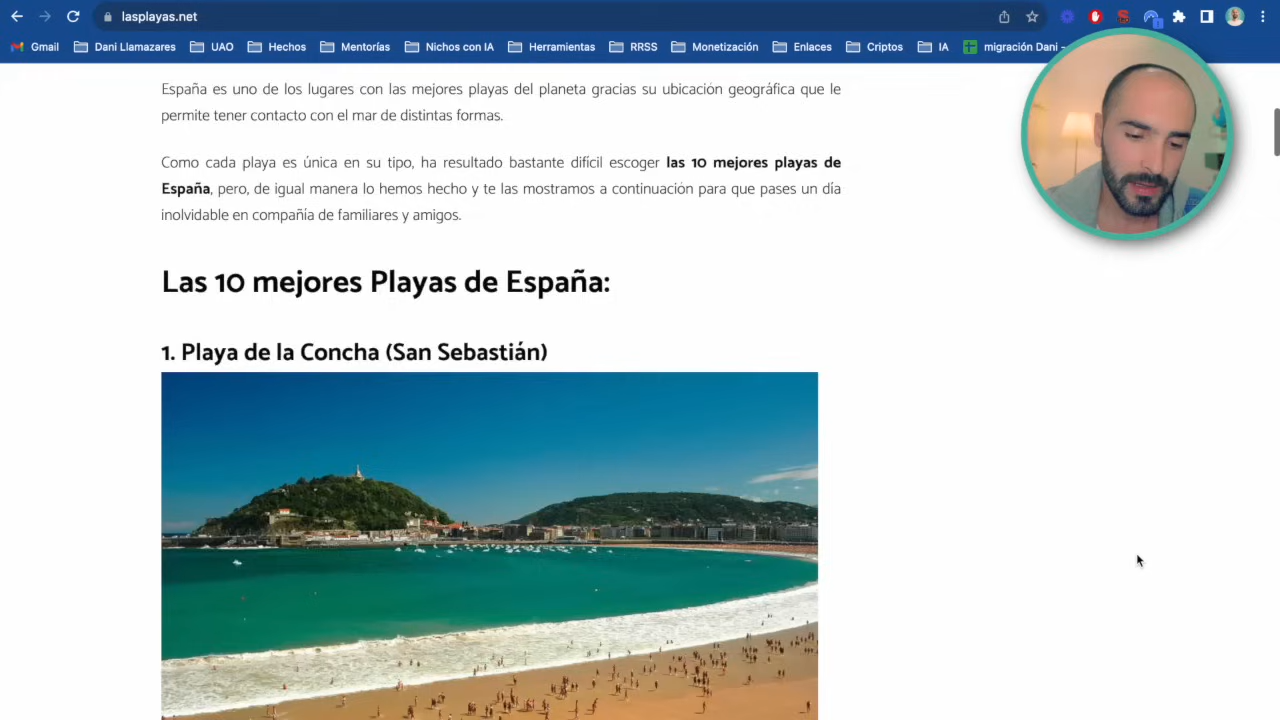 lasplayas.net
Gmail Dani Llamazares UAO Hechos Mentorías Nichos con IA Herramientas RRSS Monetización Enlaces Criptos IA migración Dani –
España es uno de los lugares con las mejores playas del planeta gracias su ubicación geográfica que le
permite tener contacto con el mar de distintas formas.
Como cada playa es única en su tipo, ha resultado bastante difícil escoger las 10 mejores playas de
España, pero, de igual manera lo hemos hecho y te las mostramos a continuación para que pases un día
inolvidable en compañía de familiares y amigos.
Las 10 mejores Playas de España:
1. Playa de la Concha (San Sebastián)